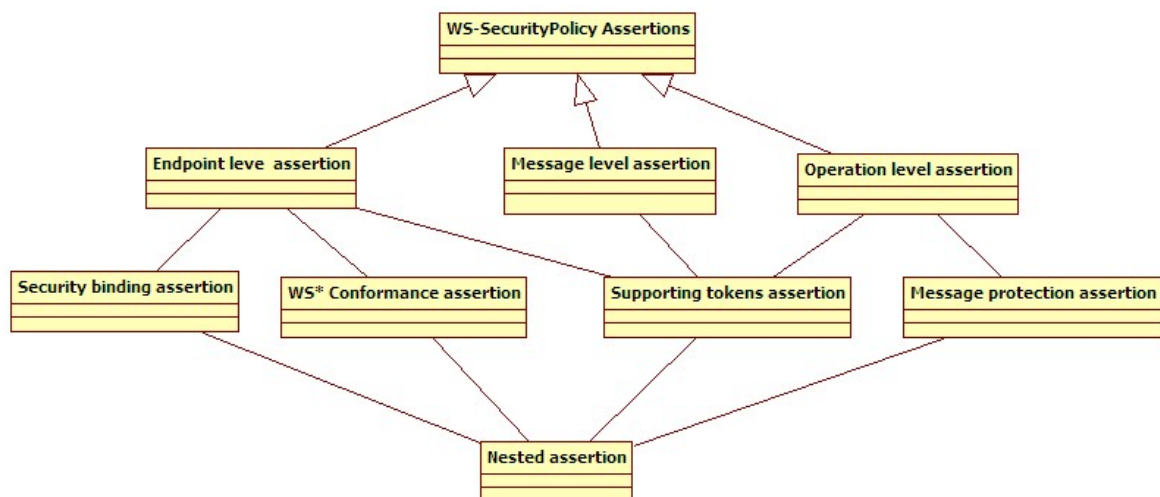 WS-SecurityPolicy Assertions
Endpoint leve assertion
Message level assertion
Operation level assertion
Security binding assertion
WS* Conformance assertion
Supporting tokens assertion
Message protection assertion
Nested assertion